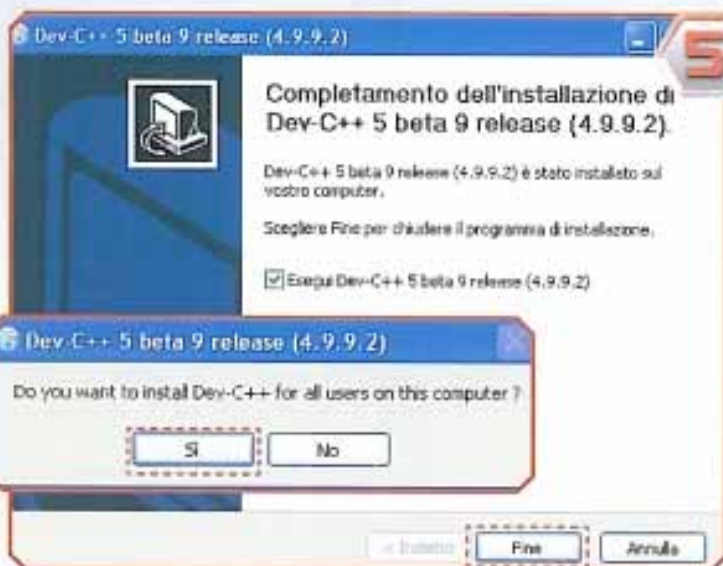 Dev-C++ 5 beta 9 release (4.9.9.2)
5
Completamento dell'installazione di
Dev-C++ 5 beta 9 release (4.9.9.2).
Dev-C++ 5 beta 9 release (4.9.9.2) è stato installato sul
vostro computer.
Scegliere Fine per chiudere il programma di installazione.
Esegui Dev-C++ 5 beta 9 release (4.9.9.2)
Dev-C++ 5 beta 9 release (4.9.9.2)
Do you want to install Dev-C++ for all users on this computer ?
Sì No
< Indietro Fine Annulla